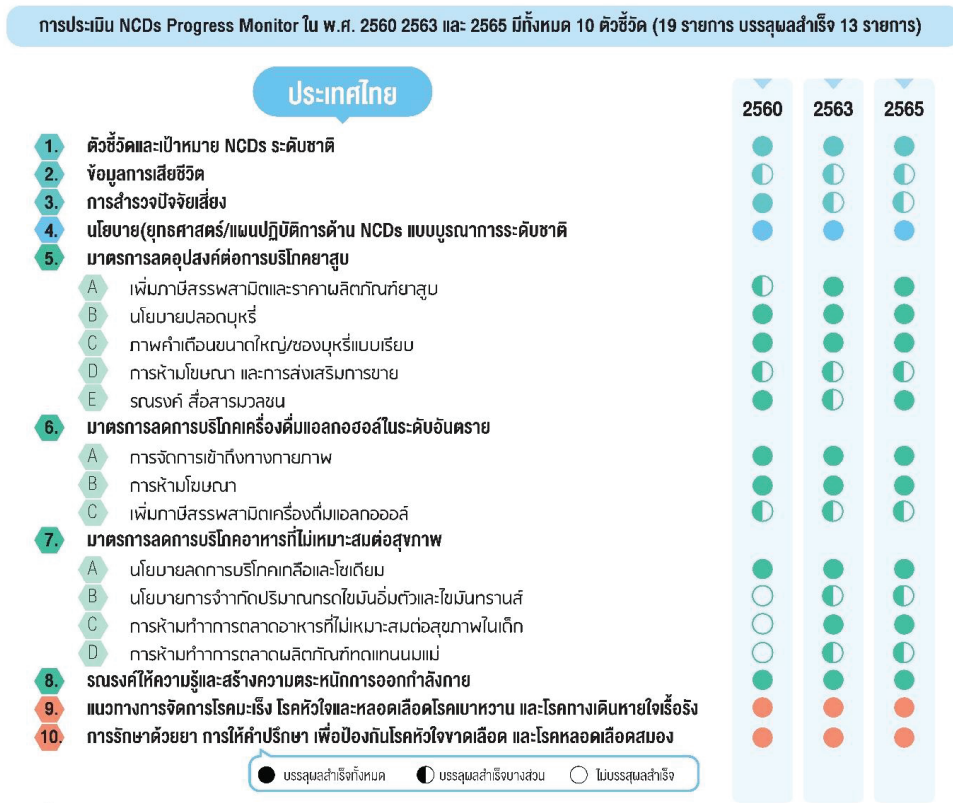 การประเมิน NCDs Progress Monitor ใน พ.ศ. 2560 2563 และ 2565 มีทั้งหมด 10 ตัวชี้วัด (19 รายการ บรรลุผลสำเร็จ 13 รายการ)
ประเทศไทย
2560 2563 2565
1. ตัวชี้วัดและเป้าหมาย NCDs ระดับชาติ
2. ข้อมูลการเสียชีวิต
3. การสำรวจปัจจัยเสี่ยง
4. นโยบาย(ยุทธศาสตร์/แผนปฏิบัติการด้าน NCDs แบบบูรณาการระดับชาติ
5. มาตรการลดอุปสงค์ต่อการบริโภคยาสูบ
A เพิ่มภาษีสรรพสามิตและราคาผลิตภัณฑ์ยาสูบ
B นโยบายปลอดบุหรี่
C ภาพคำเตือนขนาดใหญ่/ซองบุหรี่แบบเรียบ
D การห้ามโฆษณา และการส่งเสริมการขาย
E รณรงค์ สื่อสารมวลชน
6. มาตรการลดการบริโภคเครื่องดื่มแอลกอฮอล์ในระดับอันตราย
A การจัดการเข้าถึงทางกายภาพ
B การห้ามโฆษณา
C เพิ่มภาษีสรรพสามิตเครื่องดื่มแอลกอออล์
7. มาตรการลดการบริโภคอาหารที่ไม่เหมาะสมต่อสุขภาพ
A นโยบายลดการบริโภคเกลือและโซเดียม
B นโยบายการจำากัดปริมาณกรดไขมันอิ่มตัวและไขมันทรานส์
C การห้ามทำาการตลาดอาหารที่ไม่เหมาะสมต่อสุขภาพในเด็ก
D การห้ามทำาการตลาดผลิตภัณฑ์ทดแทนนมแม่
8. รณรงค์ให้ความรู้และสร้างความตระหนักการออกกำลังกาย
9. แนวทางการจัดการโรคมะเร็ง โรคหัวใจและหลอดเลือดโรคเบาหวาน และโรคทางเดินหายใจเรื้อรัง
10. การรักษาด้วยยา การให้คำปรึกษา เพื่อป้องกันโรคหัวใจขาดเลือด และโรคหลอดเลือดสมอง
บรรลุผลสำเร็จทั้งหมด บรรลุผลสำเร็จบางส่วน ไม่บรรลุผลสำเร็จ